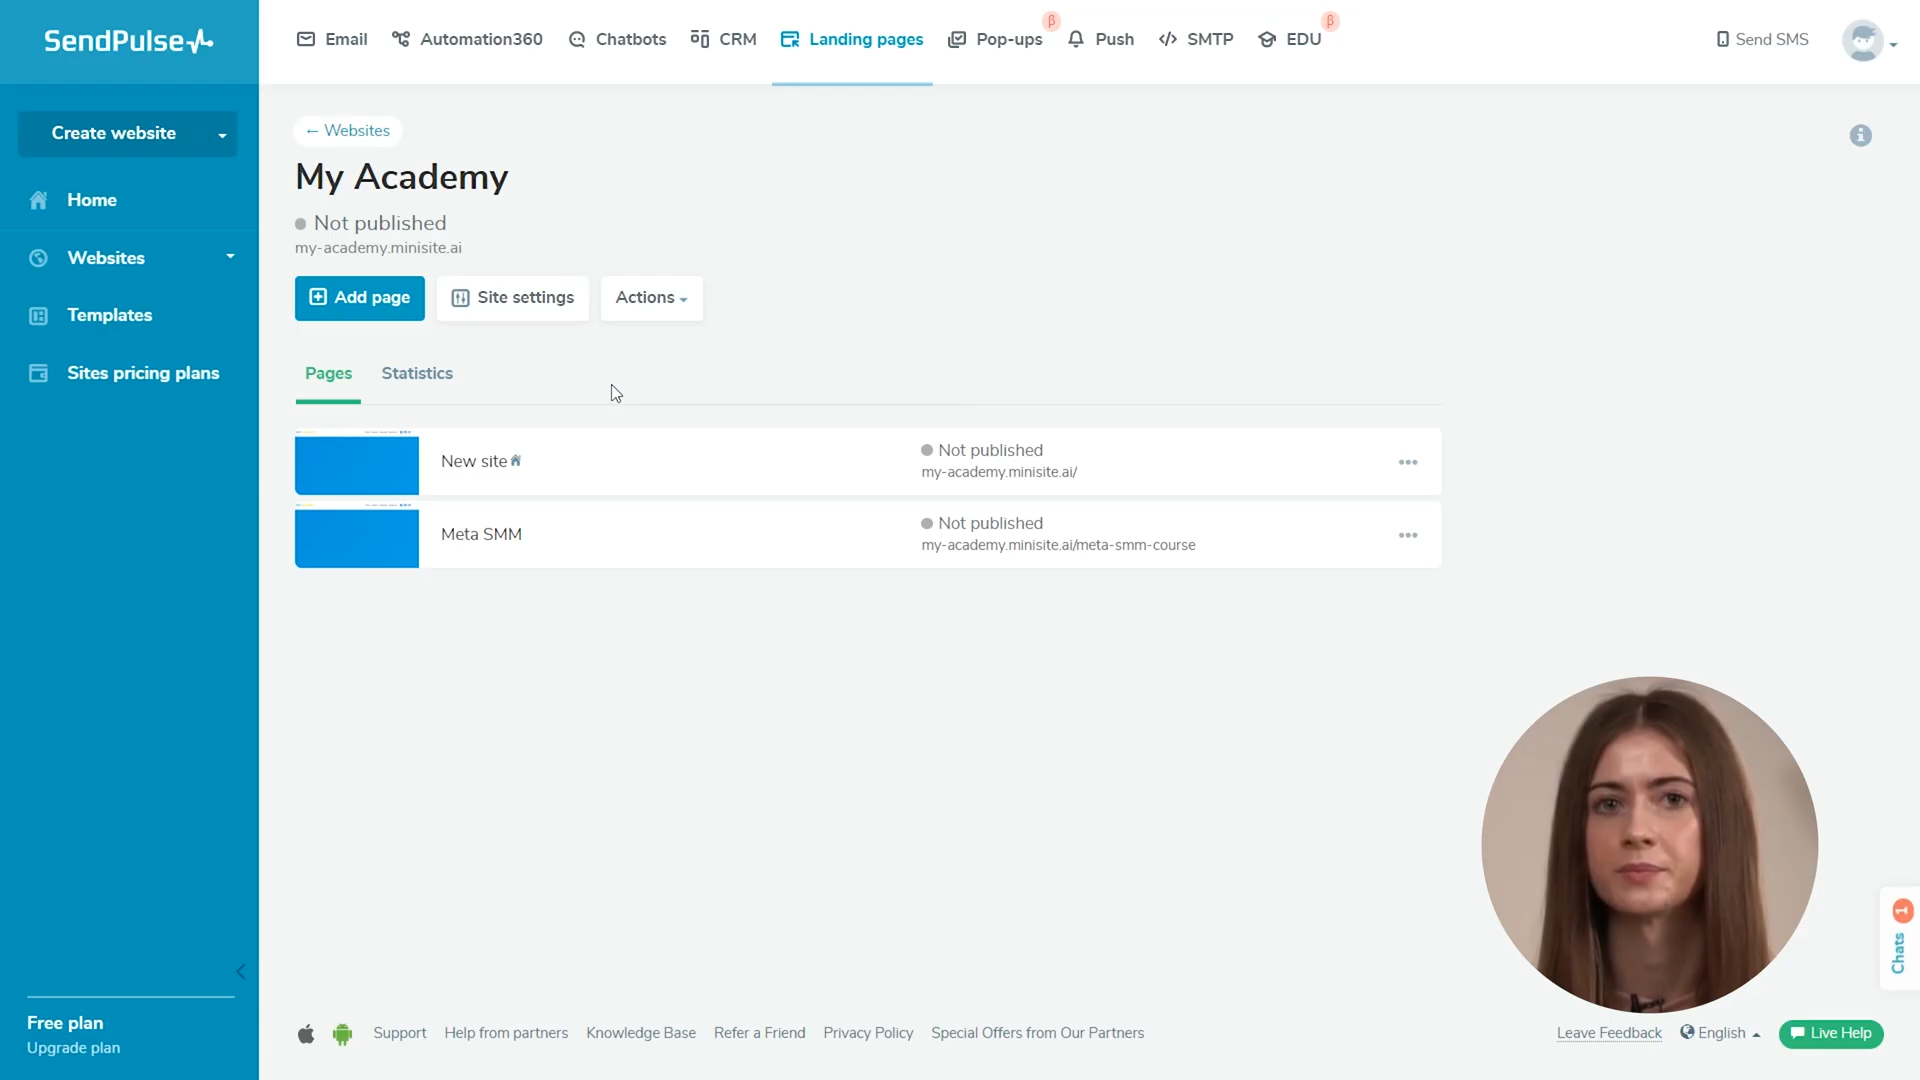 SendPulse
Email
Automation360
Chatbots
CRM
Landing pages
Pop-ups
β
Push
SMTP
EDU
β
Send SMS
Create website
Home
Websites
Templates
Sites pricing plans
← Websites
My Academy
Not published
my-academy.minisite.ai
Add page
Site settings
Actions
Pages
Statistics
New site
Not published
my-academy.minisite.ai/
Meta SMM
Not published
my-academy.minisite.ai/meta-smm-course
Chats 1
Free plan
Upgrade plan
Support
Help from partners
Knowledge Base
Refer a Friend
Privacy Policy
Special Offers from Our Partners
Leave Feedback
English
Live Help